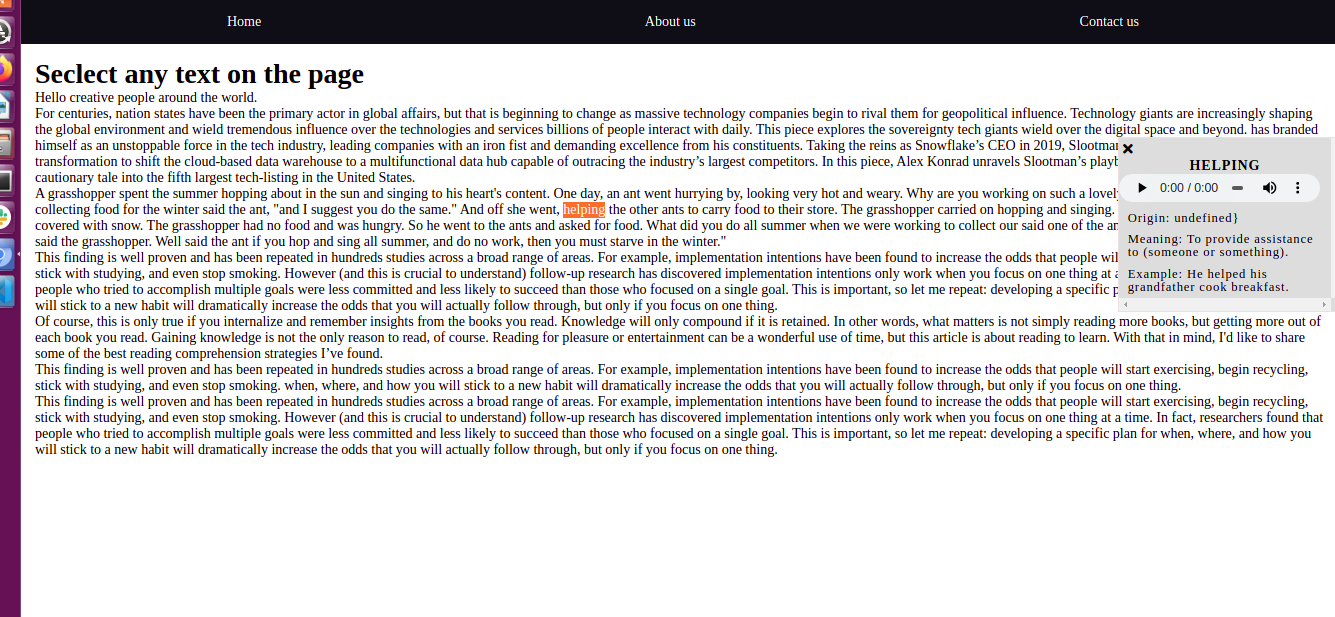 Home About us Contact us
Seclect any text on the page
Hello creative people around the world.
For centuries, nation states have been the primary actor in global affairs, but that is beginning to change as massive technology companies begin to rival them for geopolitical influence. Technology giants are increasingly shaping
the global environment and wield tremendous influence over the technologies and services billions of people interact with daily. This piece explores the sovereignty tech giants wield over the digital space and beyond. has branded
himself as an unstoppable force in the tech industry, leading companies with an iron fist and demanding excellence from his constituents. Taking the reins as Snowflake’s CEO in 2019, Slootman
transformation to shift the cloud-based data warehouse to a multifunctional data hub capable of outracing the industry’s largest competitors. In this piece, Alex Konrad unravels Slootman’s
cautionary tale into the fifth largest tech-listing in the United States.
A grasshopper spent the summer hopping about in the sun and singing to his heart's content. One day, an ant went hurrying by, looking very hot and weary. Why are you working on such a
collecting food for the winter said the ant, "and I suggest you do the same." And off she went, helping the other ants to carry food to their store. The grasshopper carried on hopping and singing.
covered with snow. The grasshopper had no food and was hungry. So he went to the ants and asked for food. What did you do all summer when we were working to collect our said one of the
said the grasshopper. Well said the ant if you hop and sing all summer, and do no work, then you must starve in the winter."
This finding is well proven and has been repeated in hundreds studies across a broad range of areas. For example, implementation intentions have been found to increase the odds that people
stick with studying, and even stop smoking. However (and this is crucial to understand) follow-up research has discovered implementation intentions only work when you focus on one thing at
people who tried to accomplish multiple goals were less committed and less likely to succeed than those who focused on a single goal. This is important, so let me repeat: developing a specific
will stick to a new habit will dramatically increase the odds that you will actually follow through, but only if you focus on one thing.
Of course, this is only true if you internalize and remember insights from the books you read. Knowledge will only compound if it is retained. In other words, what matters is not simply reading more books, but getting more out of
each book you read. Gaining knowledge is not the only reason to read, of course. Reading for pleasure or entertainment can be a wonderful use of time, but this article is about reading to learn. With that in mind, I'd like to share
some of the best reading comprehension strategies I’ve found.
This finding is well proven and has been repeated in hundreds studies across a broad range of areas. For example, implementation intentions have been found to increase the odds that people will start exercising, begin recycling,
stick with studying, and even stop smoking. when, where, and how you will stick to a new habit will dramatically increase the odds that you will actually follow through, but only if you focus on one thing.
This finding is well proven and has been repeated in hundreds studies across a broad range of areas. For example, implementation intentions have been found to increase the odds that people will start exercising, begin recycling,
stick with studying, and even stop smoking. However (and this is crucial to understand) follow-up research has discovered implementation intentions only work when you focus on one thing at a time. In fact, researchers found that
people who tried to accomplish multiple goals were less committed and less likely to succeed than those who focused on a single goal. This is important, so let me repeat: developing a specific plan for when, where, and how you
will stick to a new habit will dramatically increase the odds that you will actually follow through, but only if you focus on one thing.
HELPING
0:00 / 0:00
Origin: undefined}
Meaning: To provide assistance
to (someone or something).
Example: He helped his
grandfather cook breakfast.